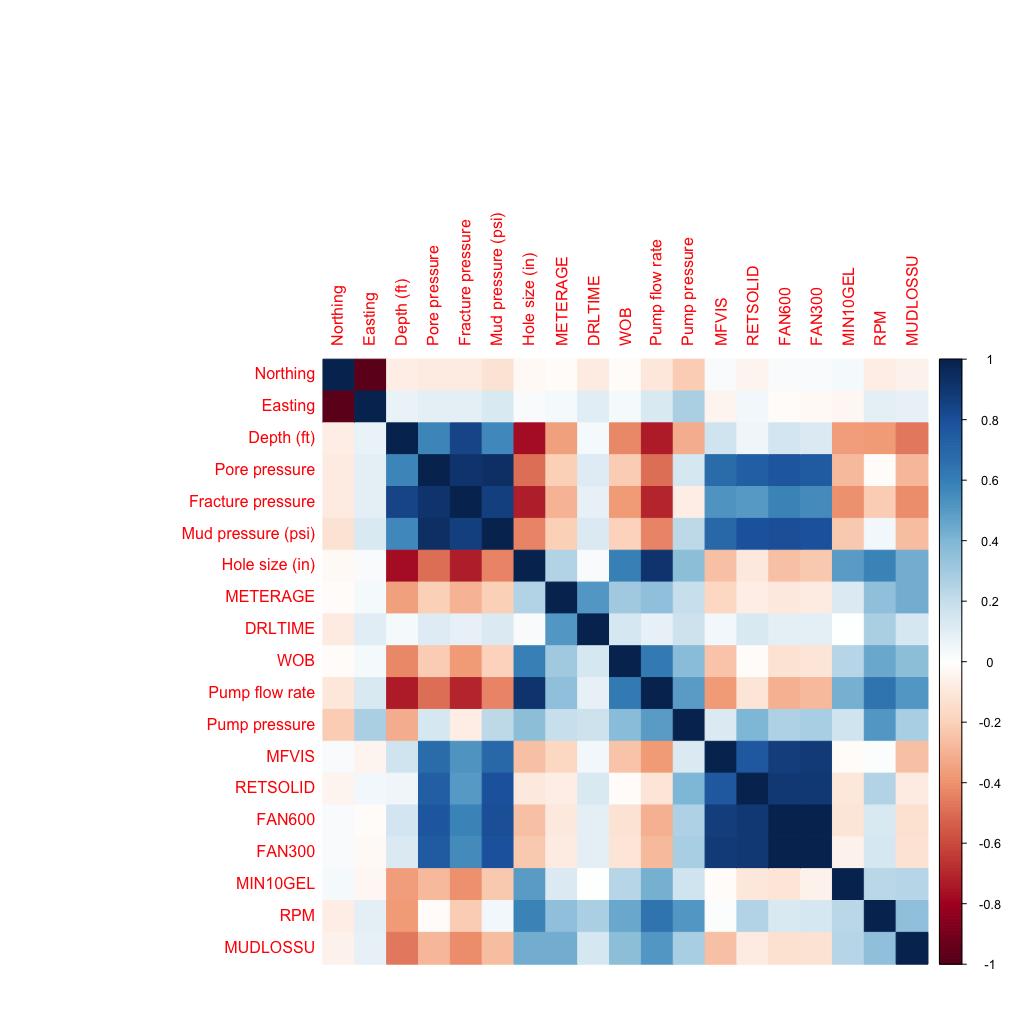 Northing
Easting
Depth (ft)
Pore pressure
Fracture pressure
Mud pressure (psi)
Hole size (in)
METERAGE
DRLTIME
WOB
Pump flow rate
Pump pressure
MFVIS
RETSOLID
FAN600
FAN300
MIN10GEL
RPM
MUDLOSSU
Northing
Easting
Depth (ft)
Pore pressure
Fracture pressure
Mud pressure (psi)
Hole size (in)
METERAGE
DRLTIME
WOB
Pump flow rate
Pump pressure
MFVIS
RETSOLID
FAN600
FAN300
MIN10GEL
RPM
MUDLOSSU
1
0.8
0.6
0.4
0.2
0
-0.2
-0.4
-0.6
-0.8
-1